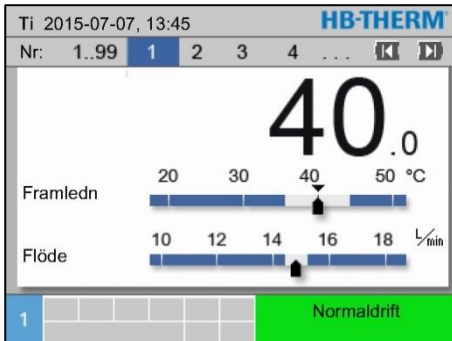 Ti 2015-07-07, 13:45 HB-THERM
Nr: 1..99 1 2 3 4 ...
40.0
20 30 40 50 °C
Framledn
10 12 14 16 18 L/min
Flöde
1 Normaldrift